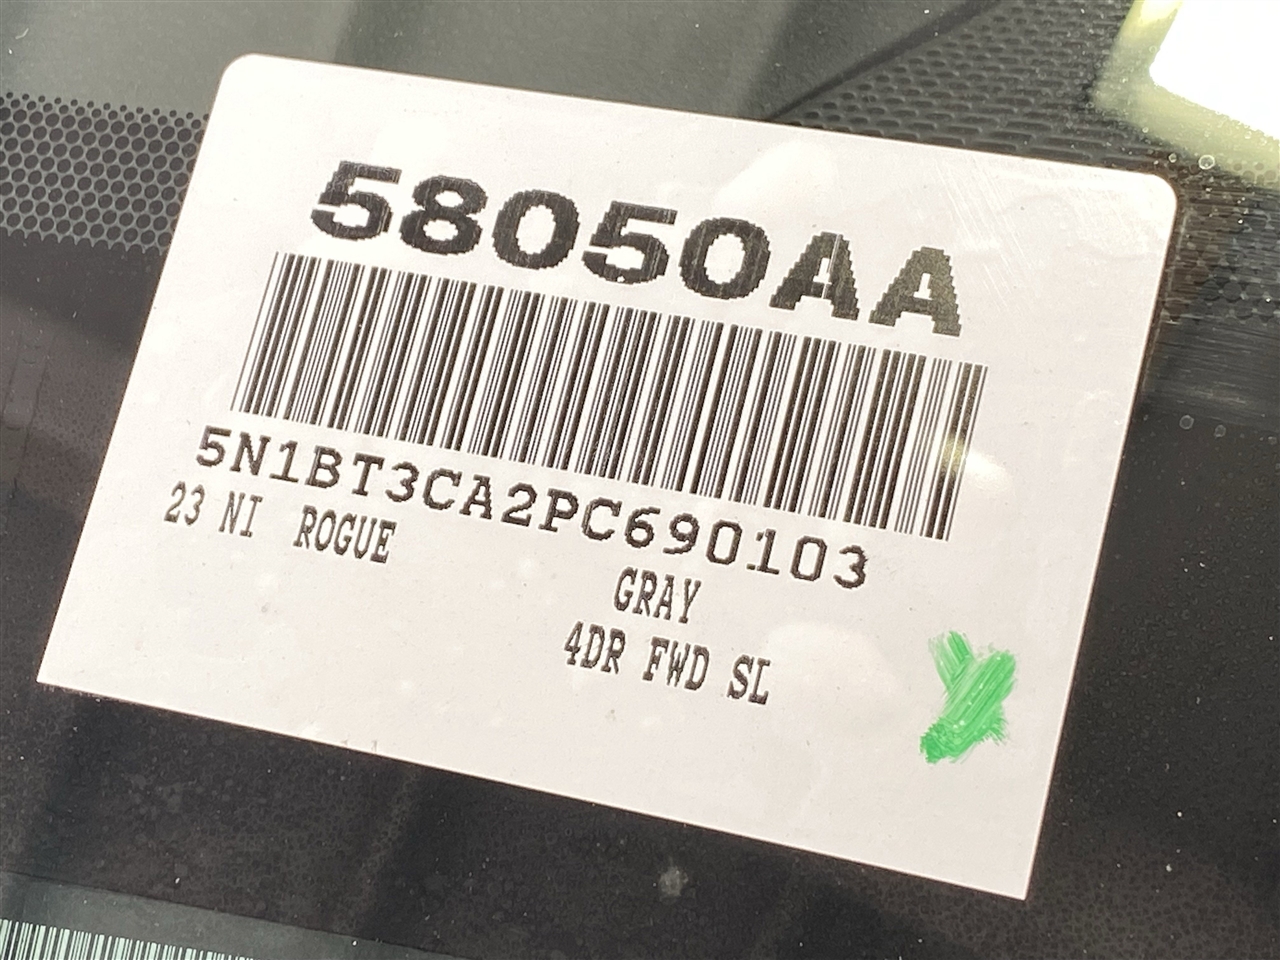 58050AA
5N1BT3CA2PC690103
23 NI ROGUE
GRAY
4DR FWD SL